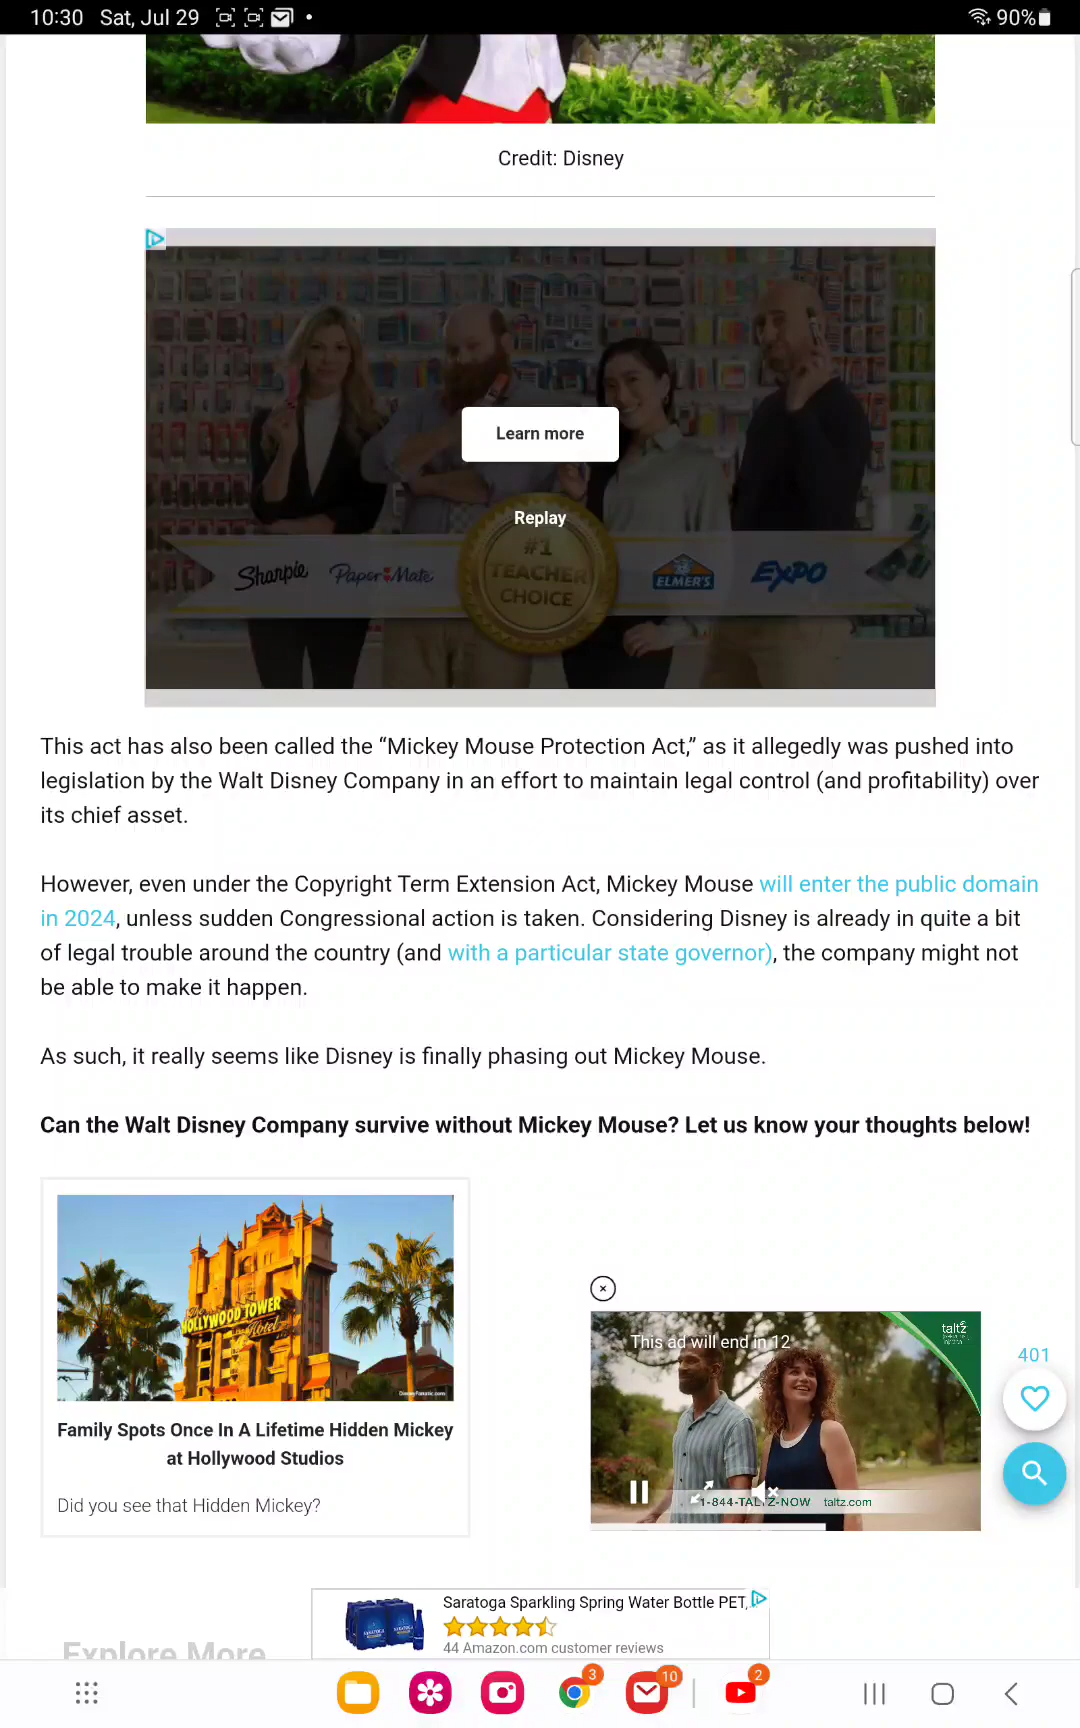 10:30 Sat, Jul 29
90%
Credit: Disney
Learn more
Replay
#1
TEACHER
CHOICE
Sharpie Paper Mate ELMER'S EXPO
This act has also been called the “Mickey Mouse Protection Act,” as it allegedly was pushed into
legislation by the Walt Disney Company in an effort to maintain legal control (and profitability) over
its chief asset.
However, even under the Copyright Term Extension Act, Mickey Mouse will enter the public domain
in 2024, unless sudden Congressional action is taken. Considering Disney is already in quite a bit
of legal trouble around the country (and with a particular state governor), the company might not
be able to make it happen.
As such, it really seems like Disney is finally phasing out Mickey Mouse.
Can the Walt Disney Company survive without Mickey Mouse? Let us know your thoughts below!
The
HOLLYWOOD TOWER
Hotel
DisneyFanatic.com
Family Spots Once In A Lifetime Hidden Mickey
at Hollywood Studios
Did you see that Hidden Mickey?
This ad will end in 12
taltz
1-844-TALTZ-NOW taltz.com
401
Saratoga Sparkling Spring Water Bottle PET,
44 Amazon.com customer reviews
Explore More
3
10
2